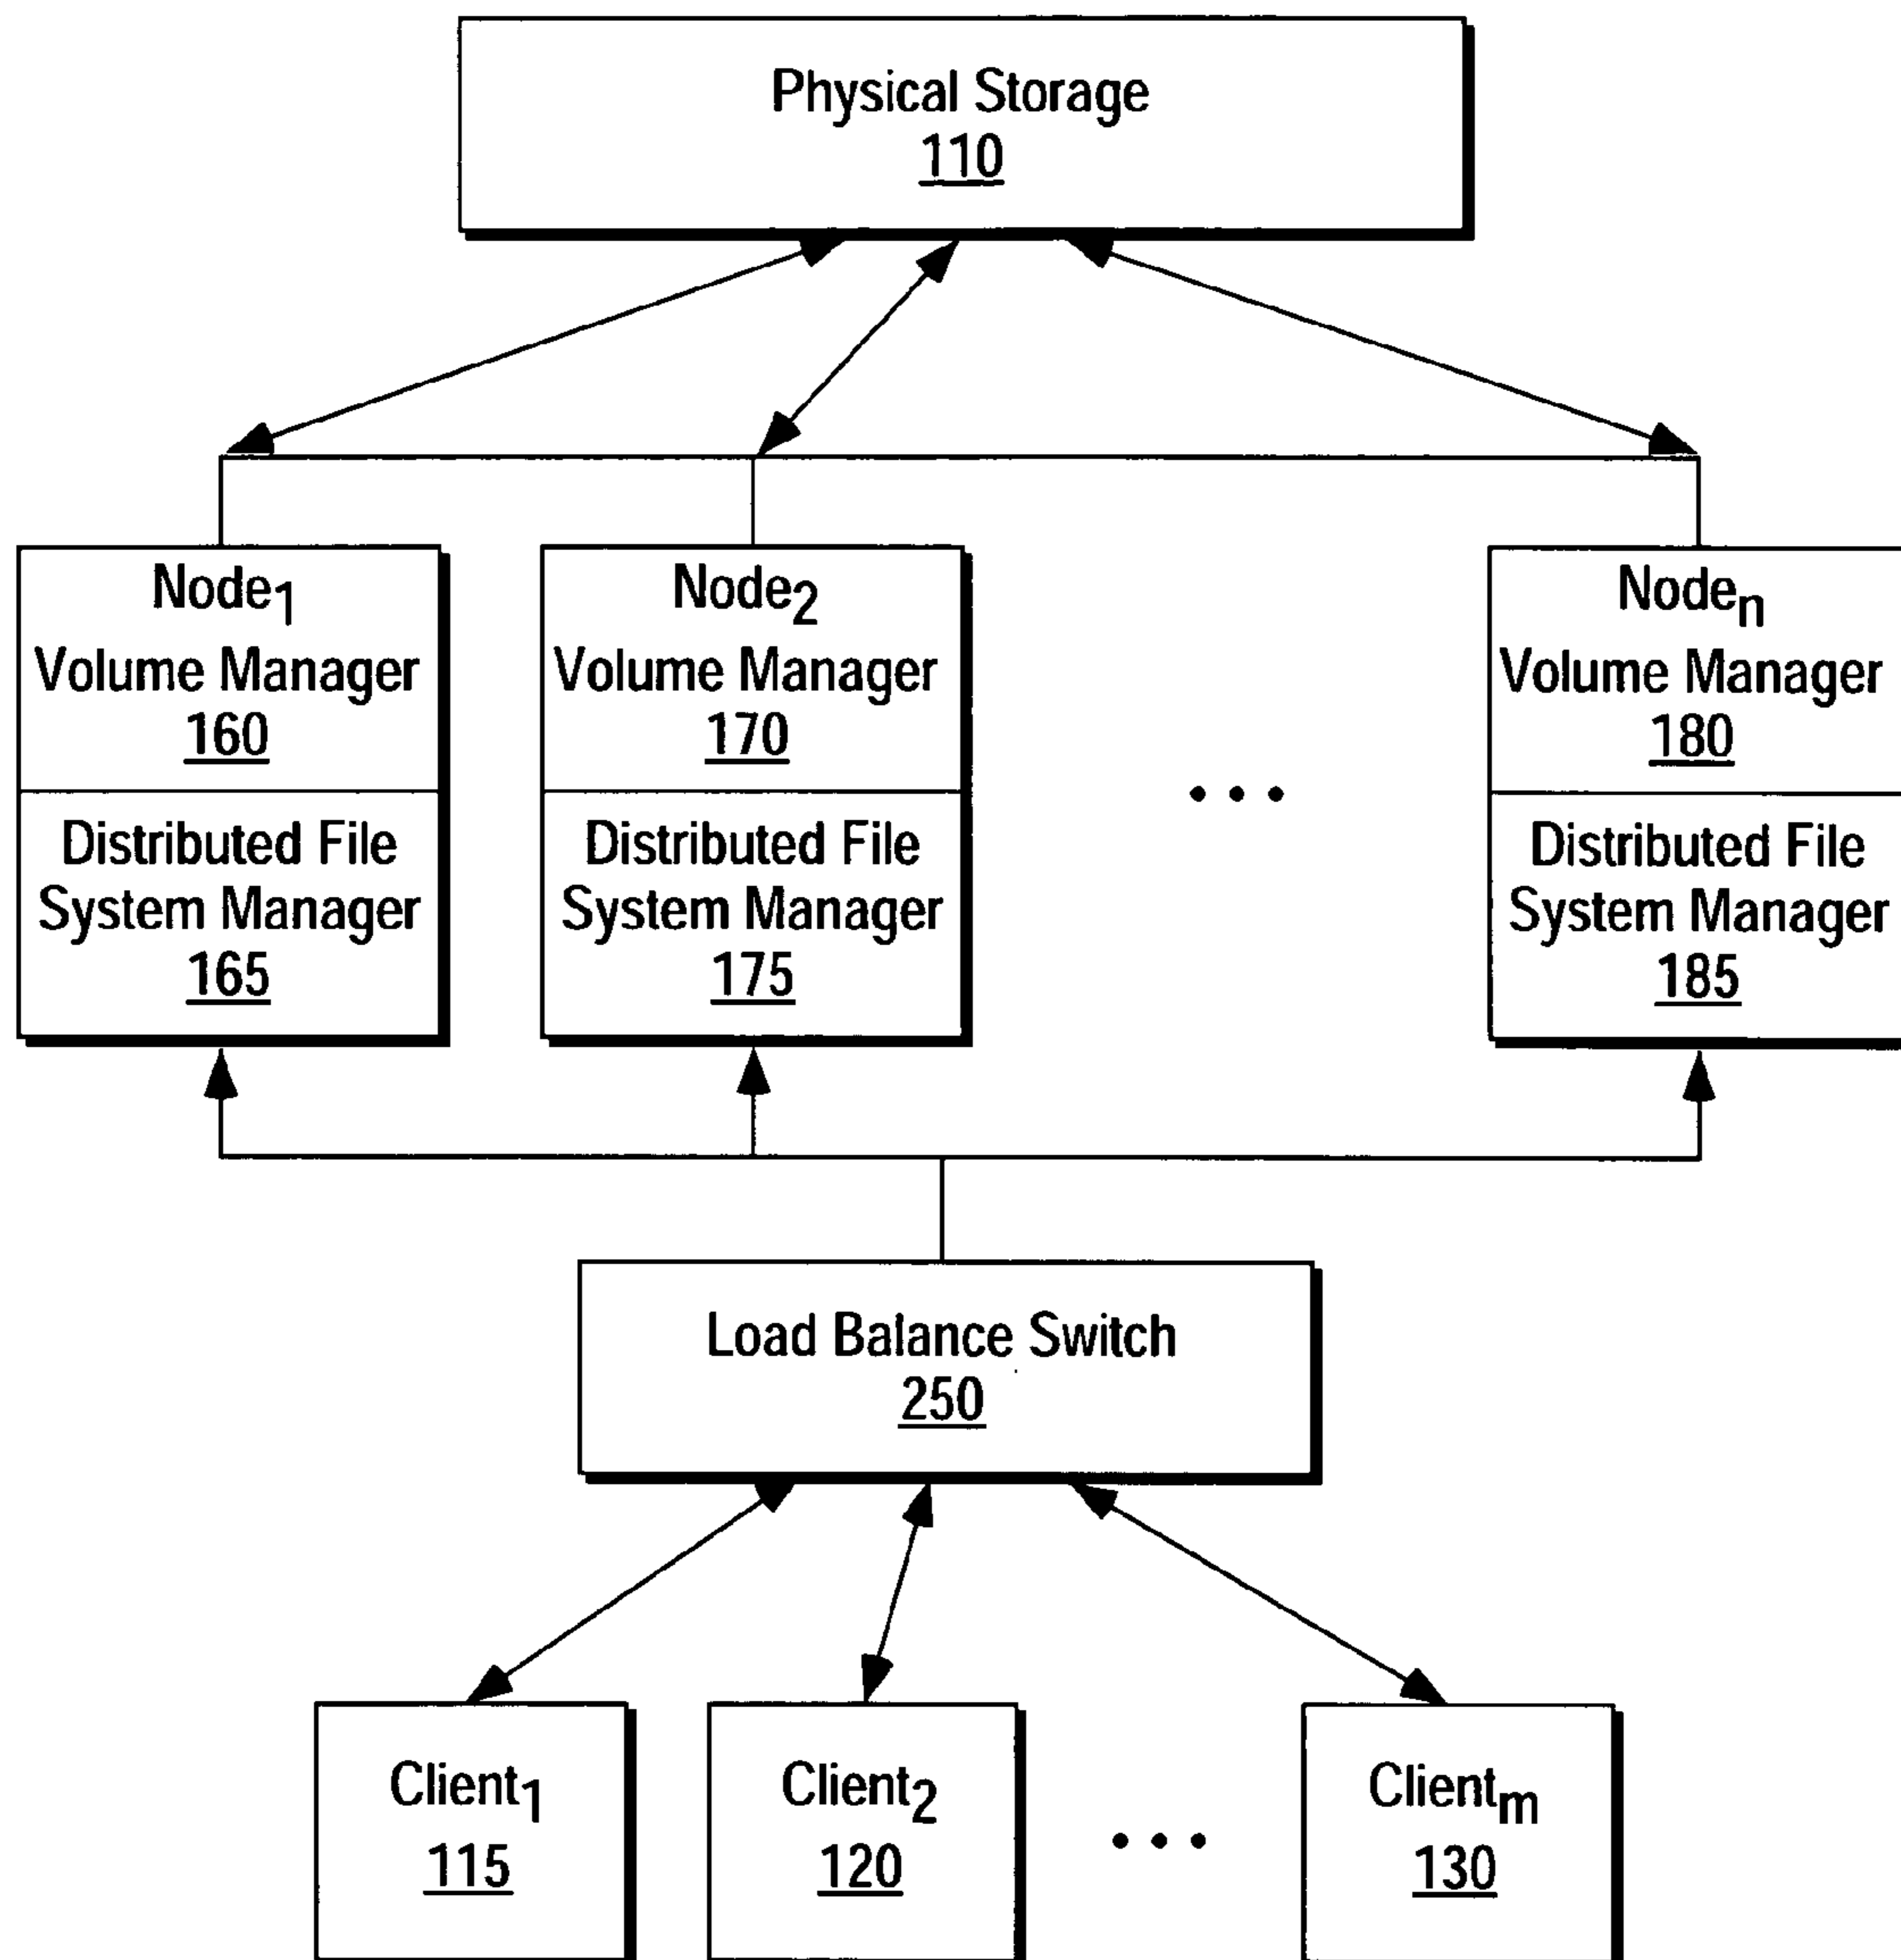 Physical Storage
110
Node1
Volume Manager
160
Distributed File
System Manager
165
Node2
Volume Manager
170
Distributed File
System Manager
175
• • •
Noden
Volume Manager
180
Distributed File
System Manager
185
Load Balance Switch
250
Client1
115
Client2
120
• • •
Clientm
130